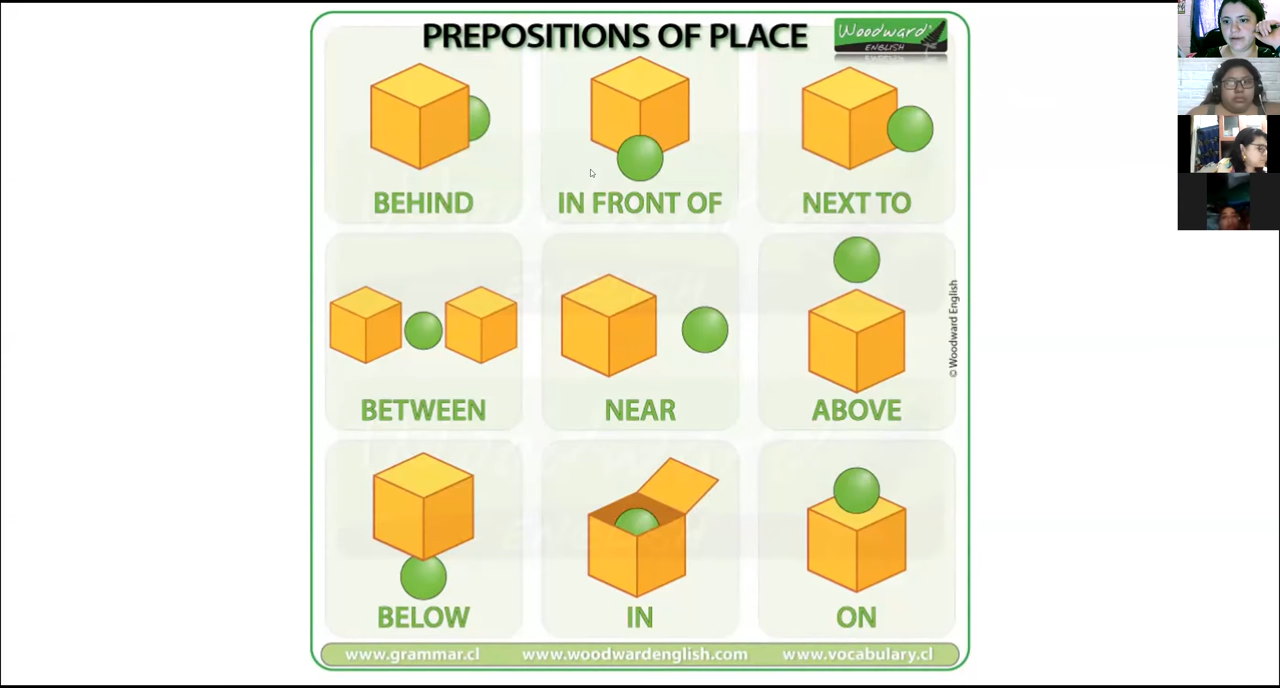 PREPOSITIONS OF PLACE
Woodward®
ENGLISH
BEHIND
IN FRONT OF
NEXT TO
BETWEEN
NEAR
ABOVE
© Woodward English
BELOW
IN
ON
www.grammar.cl www.woodwardenglish.com www.vocabulary.cl